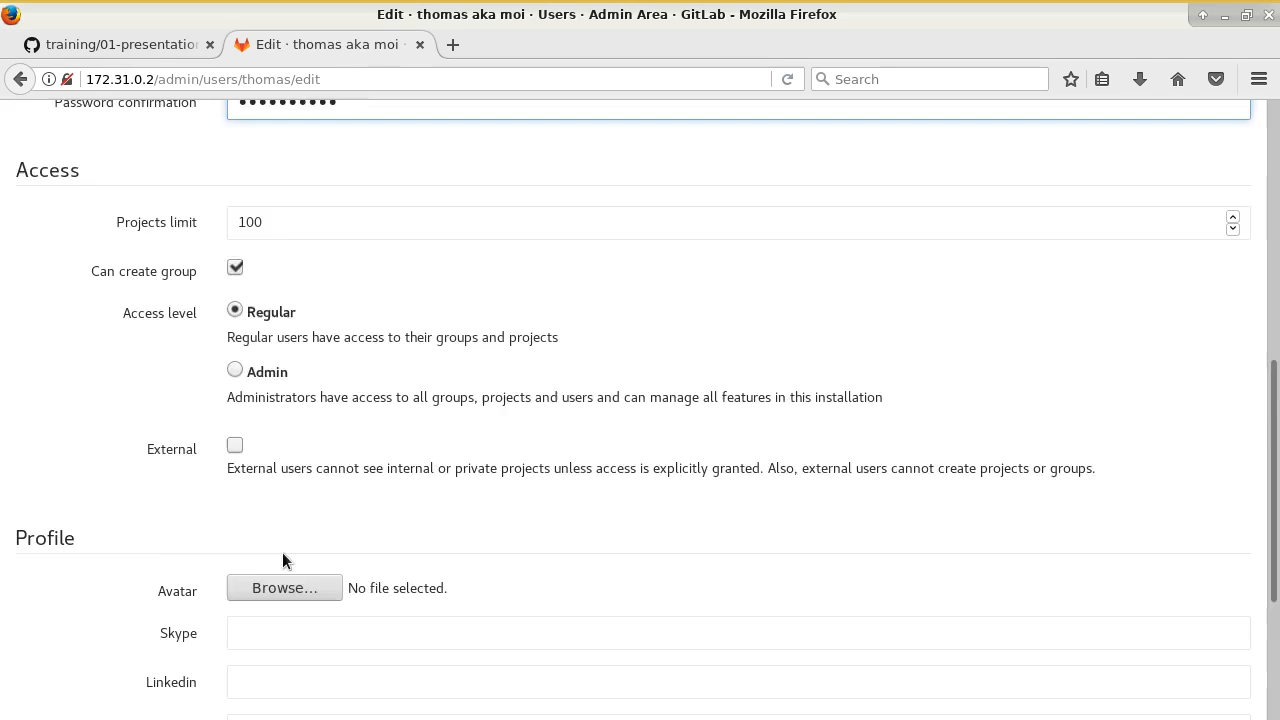 Edit · thomas aka moi · Users · Admin Area · GitLab - Mozilla Firefox
training/01-presentatio
Edit · thomas aka moi ·
172.31.0.2/admin/users/thomas/edit
Search
Password confirmation
Access
Projects limit
100
Can create group
Access level
Regular
Regular users have access to their groups and projects
Admin
Administrators have access to all groups, projects and users and can manage all features in this installation
External
External users cannot see internal or private projects unless access is explicitly granted. Also, external users cannot create projects or groups.
Profile
Avatar
Browse...
No file selected.
Skype
Linkedin